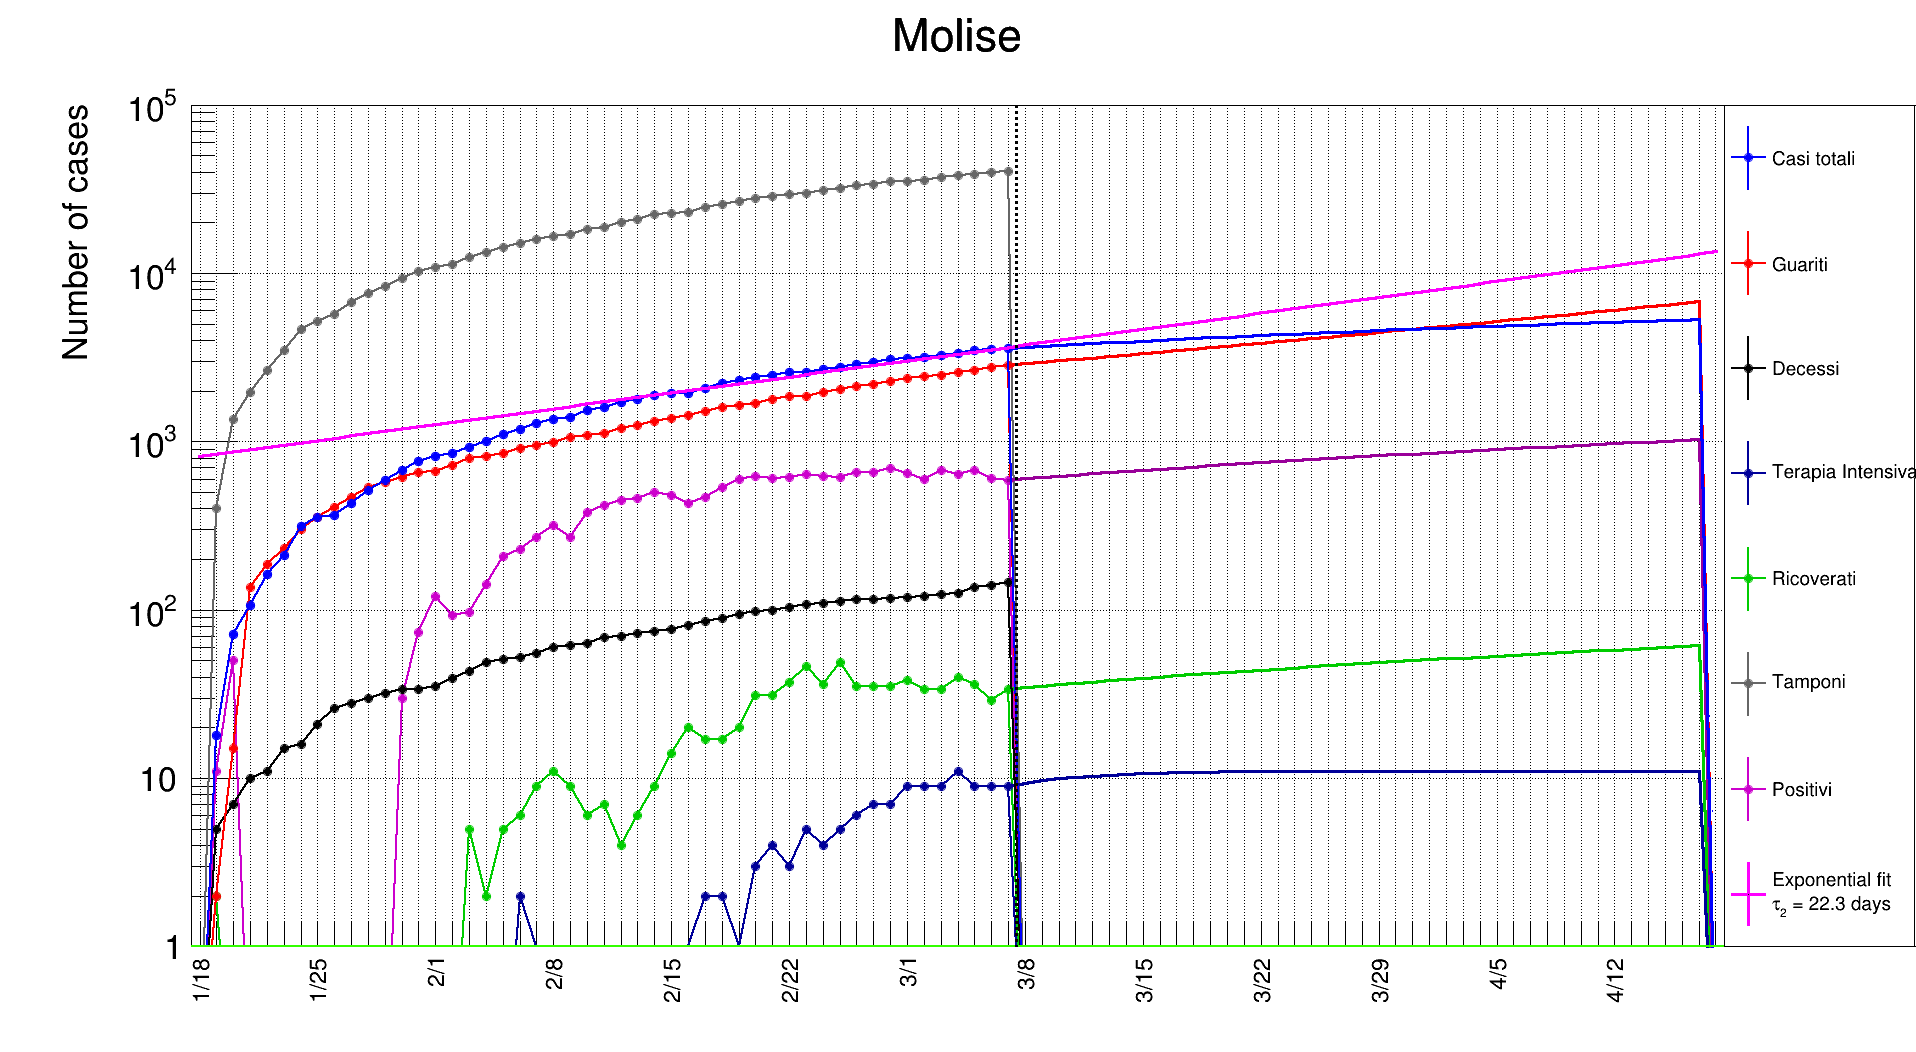 Molise
Number of cases
10^5
10^4
10^3
10^2
10
1
1/18
1/25
2/1
2/8
2/15
2/22
3/1
3/8
3/15
3/22
3/29
4/5
4/12
Casi totali
Guariti
Decessi
Terapia Intensiva
Ricoverati
Tamponi
Positivi
Exponential fit
τ₂ = 22.3 days